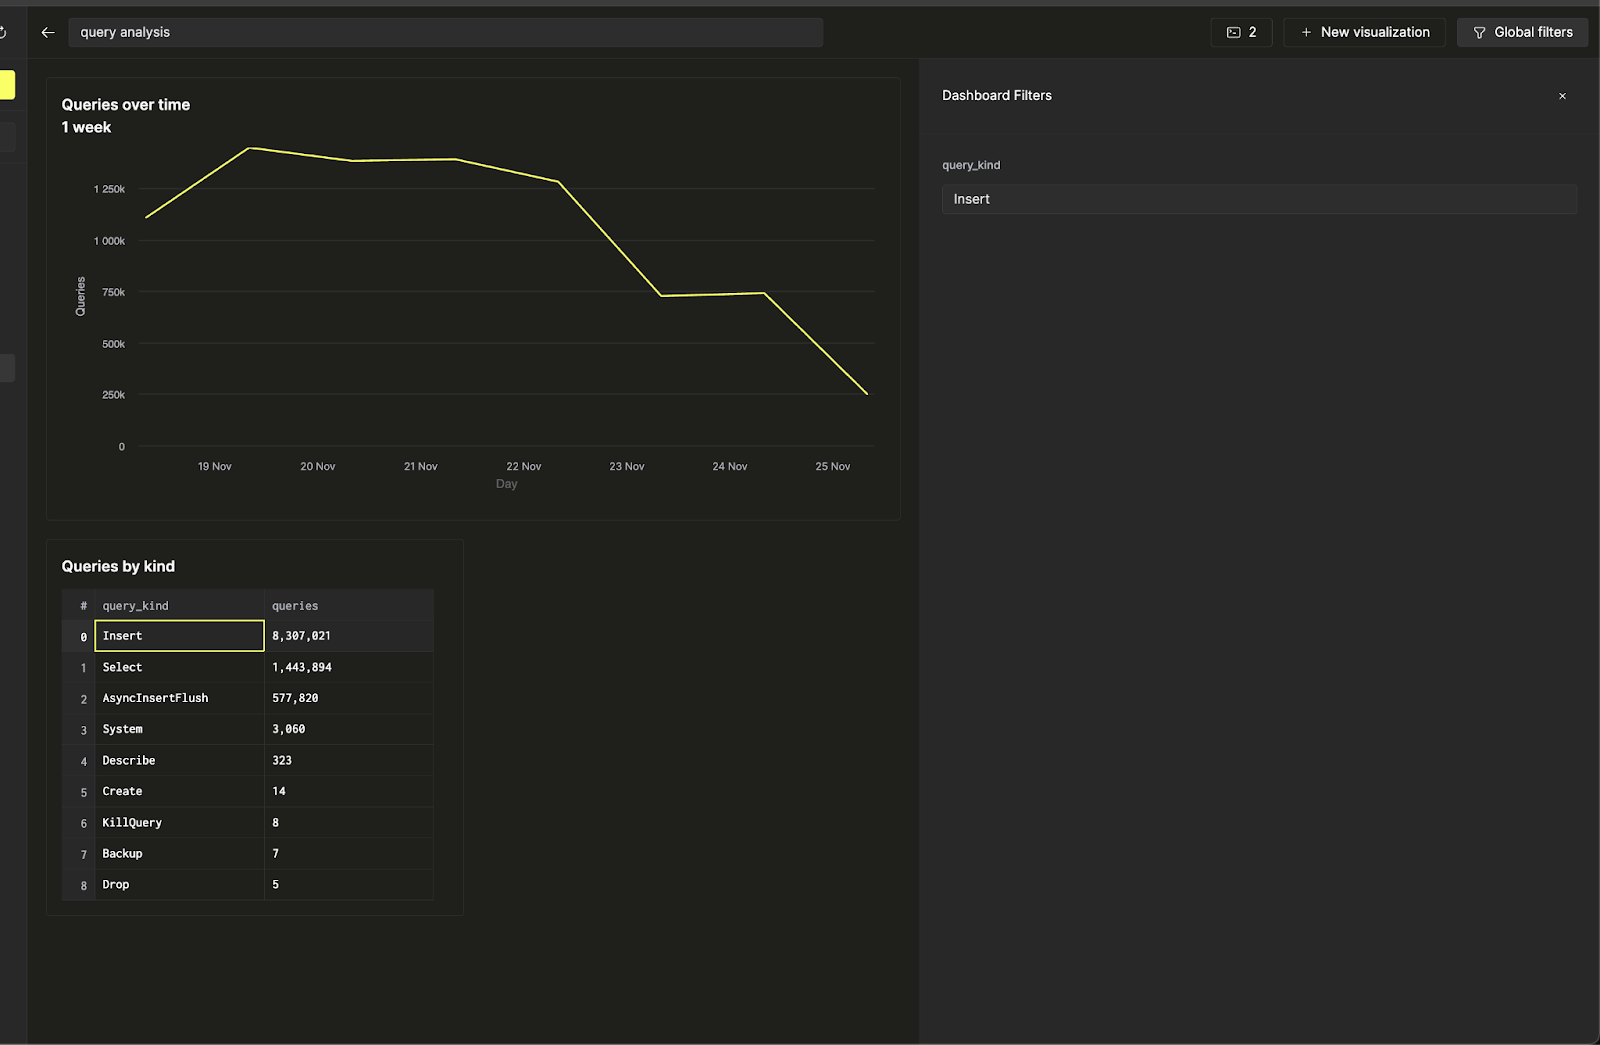 query analysis
2
+ New visualization
Global filters
Queries over time
1 week
Queries
1 250k
1 000k
750k
500k
250k
0
19 Nov
20 Nov
21 Nov
22 Nov
23 Nov
24 Nov
25 Nov
Day
Queries by kind
# query_kind queries
0 Insert 8,307,021
1 Select 1,443,894
2 AsyncInsertFlush 577,820
3 System 3,060
4 Describe 323
5 Create 14
6 KillQuery 8
7 Backup 7
8 Drop 5
Dashboard Filters
query_kind
Insert